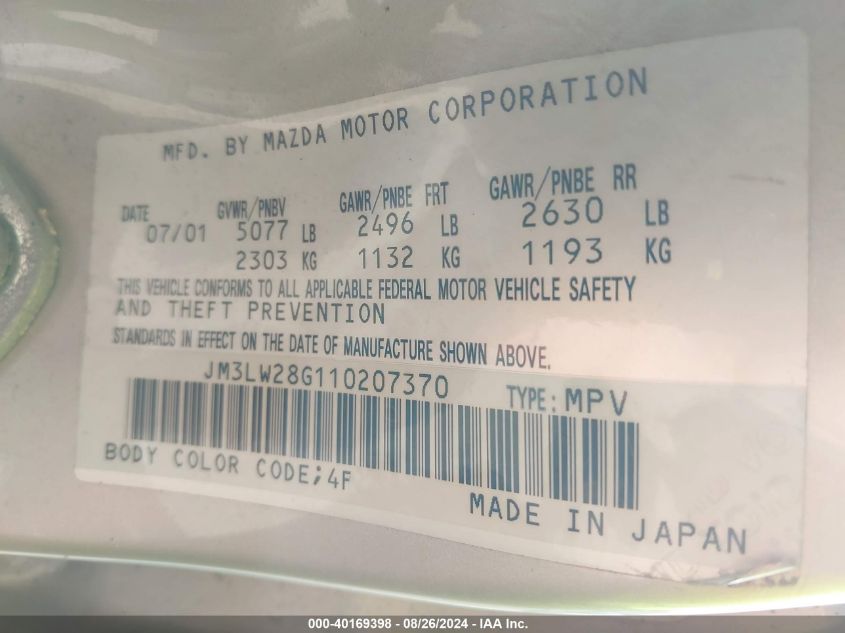 MFD. BY MAZDA MOTOR CORPORATION
DATE GVWR/PNBV GAWR/PNBE FRT GAWR/PNBE RR
07/01 5077 LB 2496 LB 2630 LB
2303 KG 1132 KG 1193 KG
THIS VEHICLE CONFORMS TO ALL APPLICABLE FEDERAL MOTOR VEHICLE SAFETY
AND THEFT PREVENTION
STANDARDS IN EFFECT ON THE DATE OF MANUFACTURE SHOWN ABOVE.
JM3LW28G110207370 TYPE: MPV
BODY COLOR CODE;4F
MADE IN JAPAN
000-40169398 - 08/26/2024 - IAA Inc.